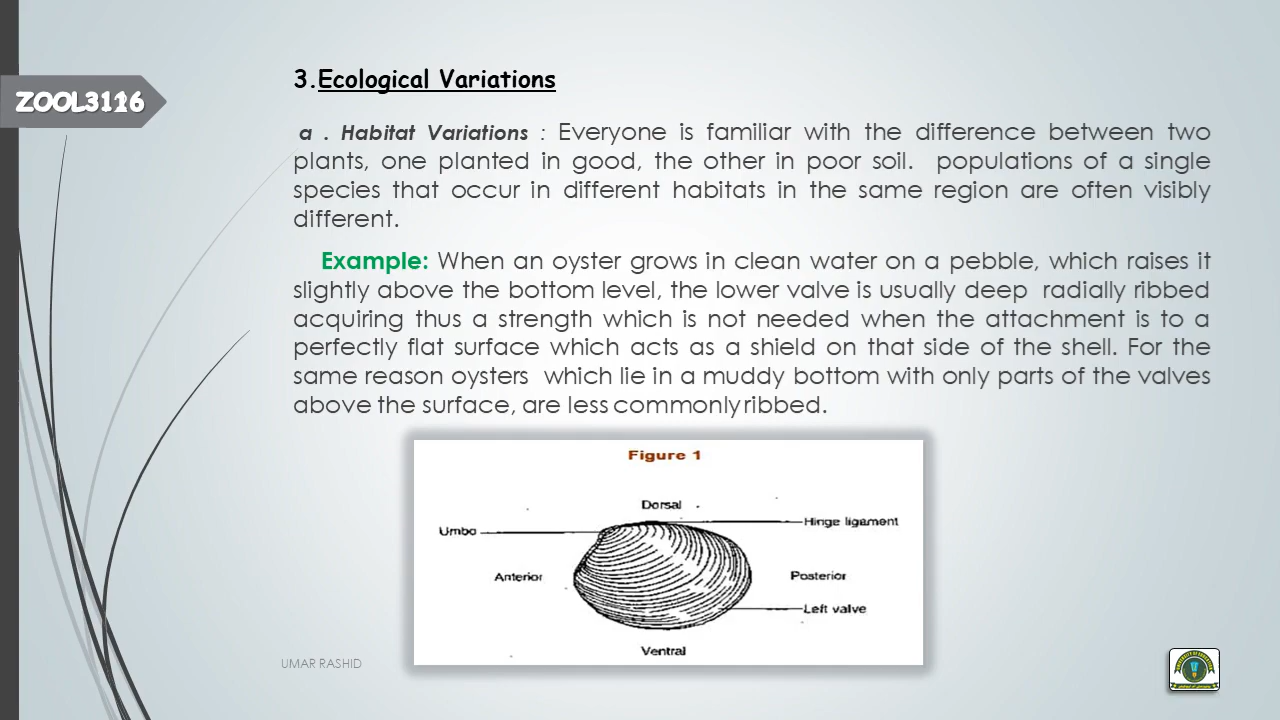 3.Ecological Variations
ZOOL3126
a . Habitat Variations : Everyone is familiar with the difference between two
plants, one planted in good, the other in poor soil. populations of a single
species that occur in different habitats in the same region are often visibly
different.
Example: When an oyster grows in clean water on a pebble, which raises it
slightly above the bottom level, the lower valve is usually deep radially ribbed
acquiring thus a strength which is not needed when the attachment is to a
perfectly flat surface which acts as a shield on that side of the shell. For the
same reason oysters which lie in a muddy bottom with only parts of the valves
above the surface, are less commonly ribbed.
Figure 1
Dorsal
Hinge ligament
Umbo
Anterior
Posterior
Left valve
Ventral
UMAR RASHID